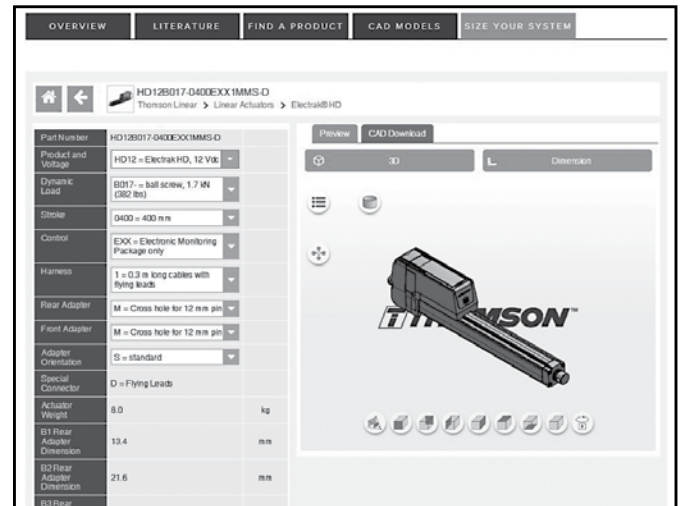 OVERVIEW
LITERATURE
FIND A PRODUCT
CAD MODELS
SIZE YOUR SYSTEM
HD12B017-0400EXX1MMS-D
Thomson Linear > Linear Actuators > Electrak® HD
Part Number
HD12B017-0400EXX1MMS-D
Product and
Voltage
HD12 = Electrak HD, 12 Vdc
Dynamic
Load
B017- = ball screw, 1.7 kN
(382 lbs)
Stroke
0400 = 400 mm
Control
EXX = Electronic Monitoring
Package only
Harness
1 = 0.3 m long cables with
flying leads
Rear Adapter
M = Cross hole for 12 mm pin
Front Adapter
M = Cross hole for 12 mm pin
Adapter
Orientation
S = standard
Special
Connector
D = Flying Leads
Actuator
Weight
8.0
kg
B1 Rear
Adapter
Dimension
13.4
mm
B2 Rear
Adapter
Dimension
21.6
mm
B3 Rear
Preview
CAD Download
3D
Dimension
THOMSON™